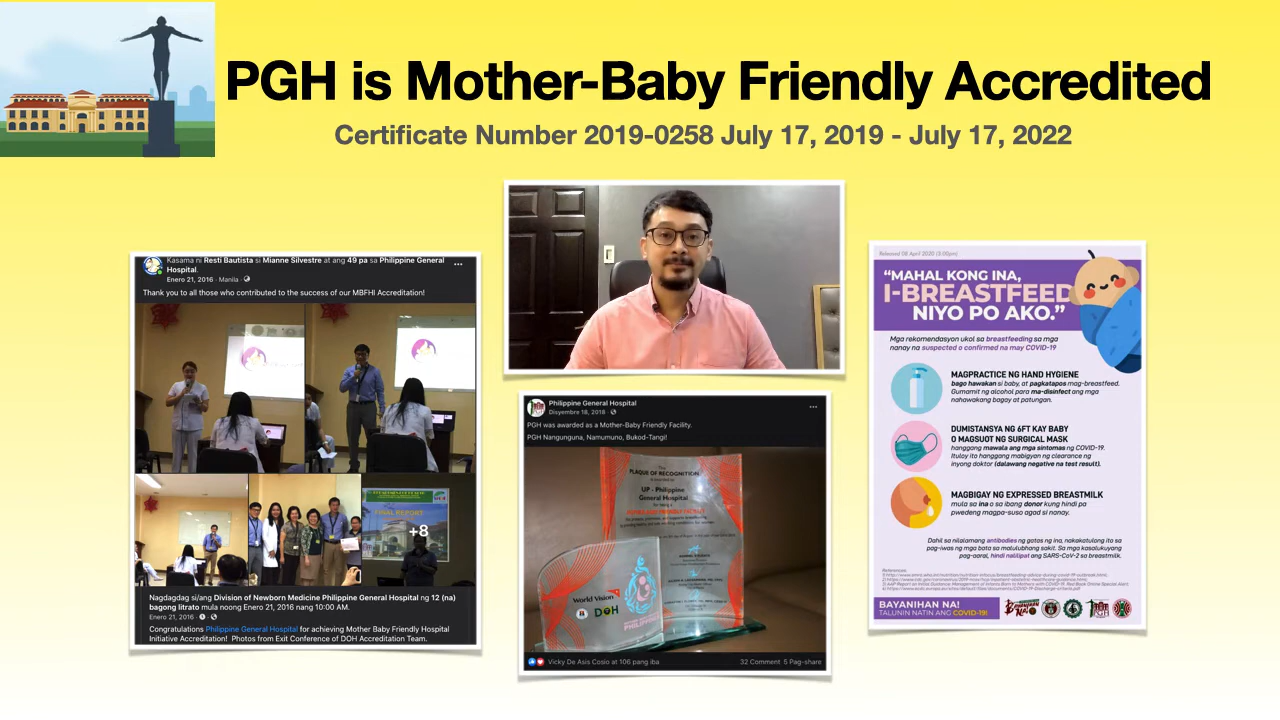 PGH is Mother-Baby Friendly Accredited
Certificate Number 2019-0258 July 17, 2019 - July 17, 2022
Kasama ni Resti Bautista si Mianne Silvestre at ang 49 pa sa Philippine General
Hospital.
Enero 21, 2016 · Manila ·
Thank you to all those who contributed to the success of our MBFHI Accreditation!
FINAL REPORT
+8
Nagdagdag si/ang Division of Newborn Medicine Philippine General Hospital ng 12 (na)
bagong litrato mula noong Enero 21, 2016 nang 10:00 AM.
Enero 21, 2016 ·
Congratulations Philippine General Hospital for achieving Mother Baby Friendly Hospital
Initiative Accreditation! Photos from Exit Conference of DOH Accreditation Team.
Philippine General Hospital
Disyembre 18, 2018 ·
PGH was awarded as a Mother-Baby Friendly Facility.
PGH Nangunguna, Namumuno, Bukod-Tangi!
PLAQUE OF RECOGNITION
UP - Philippine
General Hospital
World Vision
DOH
Vicky De Asis Cosio at 106 pang iba
32 Comment 5 Pag-share
Released 06 April 2020 (3:00pm)
“MAHAL KONG INA,
I-BREASTFEED
NIYO PO AKO.”
Mga rekomendasyon ukol sa breastfeeding sa mga
nanay na suspected o confirmed na may COVID-19
MAGPRACTICE NG HAND HYGIENE
bago hawakan si baby, at pagkatapos mag-breastfeed.
Gumamit ng alcohol para ma-disinfect ang mga
nahawakang bagay at patungan.
DUMISTANSYA NG 6FT KAY BABY
O MAGSUOT NG SURGICAL MASK
hanggang mawala ang mga sintomas ng COVID-19.
Ituloy ito hanggang mabigyan ng clearance ng
inyong doktor (dalawang negative na test result).
MAGBIGAY NG EXPRESSED BREASTMILK
mula sa ina o sa ibang donor kung hindi pa
pwedeng magpa-suso agad si nanay.
Dahil sa nilalamang antibodies ng gatas ng ina, nakakatulong ito sa
pag-iwas ng mga bata sa malulubhang sakit. Sa mga kasalukuyang
pag-aaral, hindi nalilipat ang SARS-CoV-2 sa breastmilk.
References:
BAYANIHAN NA!
TALUNIN NATIN ANG COVID-19!